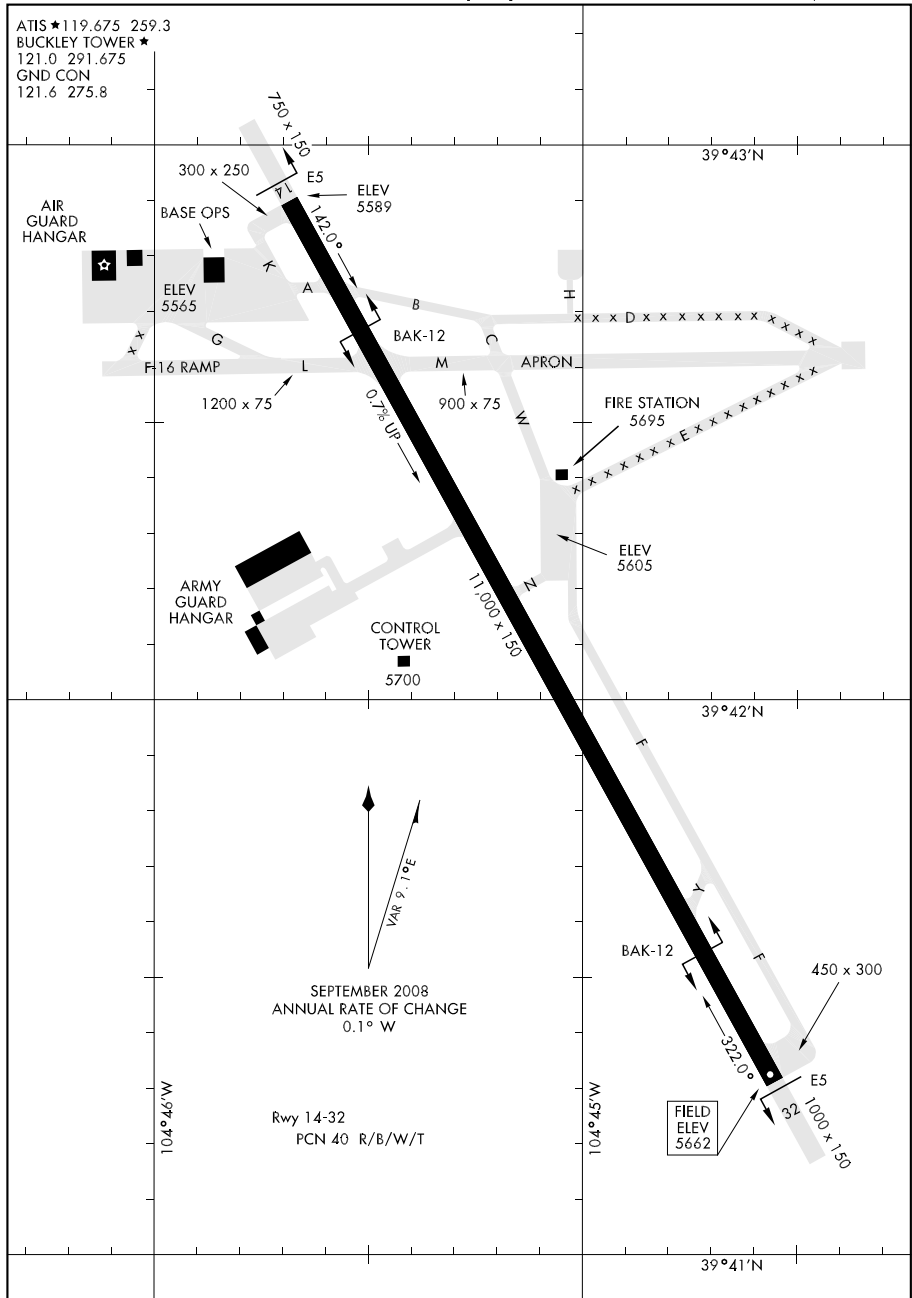 ATIS ★ 119.675 259.3
BUCKLEY TOWER ★
121.0 291.675
GND CON
121.6 275.8
750 x 150
39°43'N
300 x 250
E5
14
ELEV
5589
AIR
GUARD
HANGAR
BASE OPS
142.0°
K
ELEV
5565
A
B
H
D
x x x x x x x x x x x x x x x
G
BAK-12
C
x x
F-16 RAMP
L
M
APRON
1200 x 75
900 x 75
0.7% UP
W
FIRE STATION
5695
E
x x x x x x x x x x x x x x x x
ELEV
5605
ARMY
GUARD
HANGAR
11,000 x 150
N
CONTROL
TOWER
5700
39°42'N
F
VAR 9.1°E
Y
BAK-12
F
450 x 300
SEPTEMBER 2008
ANNUAL RATE OF CHANGE
0.1° W
322.0°
E5
104°46'W
104°45'W
Rwy 14-32
PCN 40 R/B/W/T
FIELD
ELEV
5662
32
1000 x 150
39°41'N